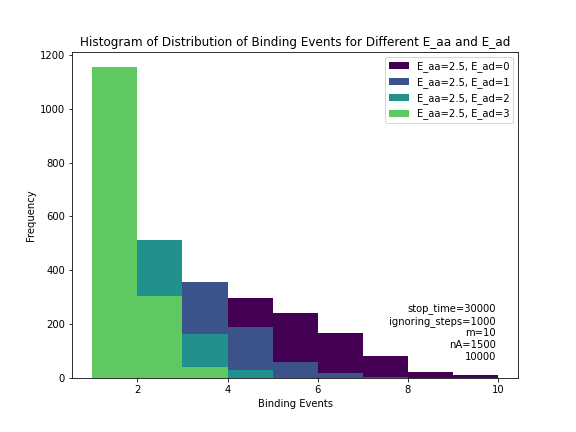 Histogram of Distribution of Binding Events for Different E_aa and E_ad
1200
1000
800
600
400
200
0
Frequency
E_aa=2.5, E_ad=0
E_aa=2.5, E_ad=1
E_aa=2.5, E_ad=2
E_aa=2.5, E_ad=3
stop_time=30000
ignoring_steps=1000
m=10
nA=1500
10000
2 4 6 8 10
Binding Events